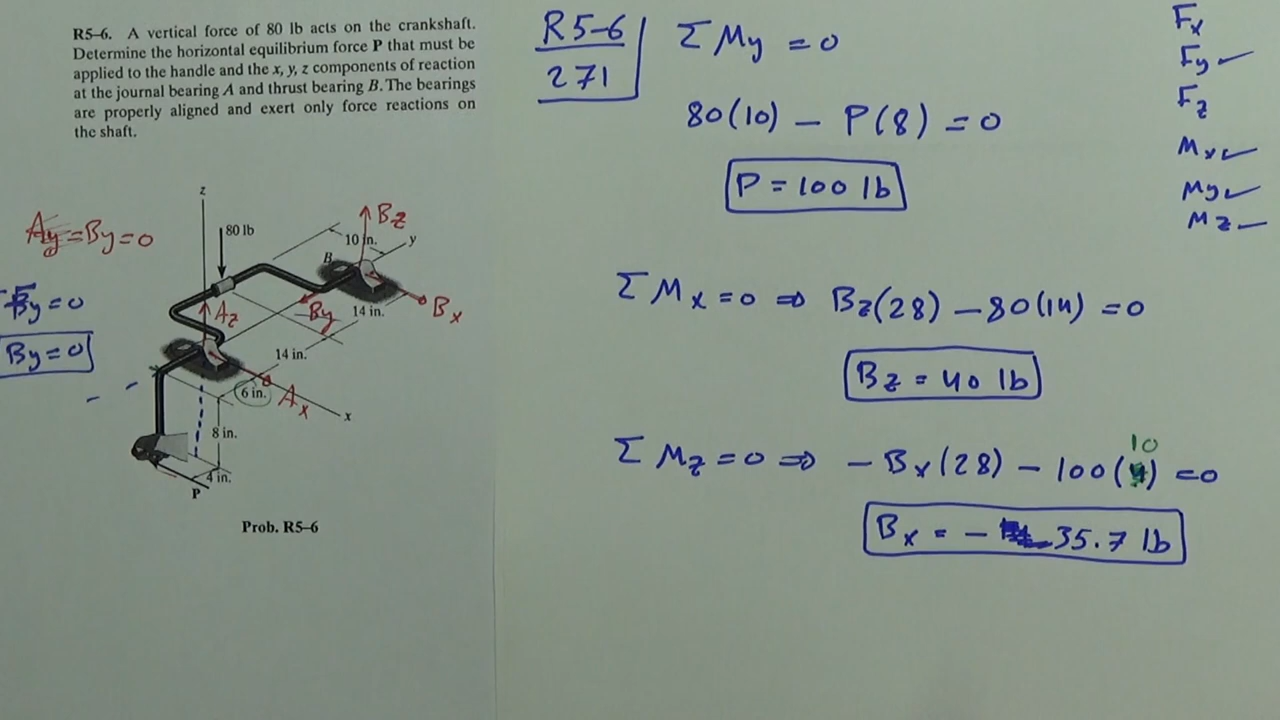 R5–6. A vertical force of 80 lb acts on the crankshaft.
Determine the horizontal equilibrium force P that must be
applied to the handle and the x, y, z components of reaction
at the journal bearing A and thrust bearing B. The bearings
are properly aligned and exert only force reactions on
the shaft.
R5-6
271
ΣMy = 0
80(10) - P(8) = 0
P = 100 lb
Fx
Fy ✓
Fz
Mx ✓
My ✓
Mz ✓
Ay = By = 0
By = 0
By = 0
z
80 lb
Bz
10 in.
y
B
Bx
By
14 in.
Az
14 in.
6 in.
Ax
x
8 in.
4 in.
P
Prob. R5–6
ΣMx = 0 ⇒ Bz(28) - 80(14) = 0
Bz = 40 lb
10
ΣMz = 0 ⇒ -Bx(28) - 100(4) = 0
Bx = - 35.7 lb